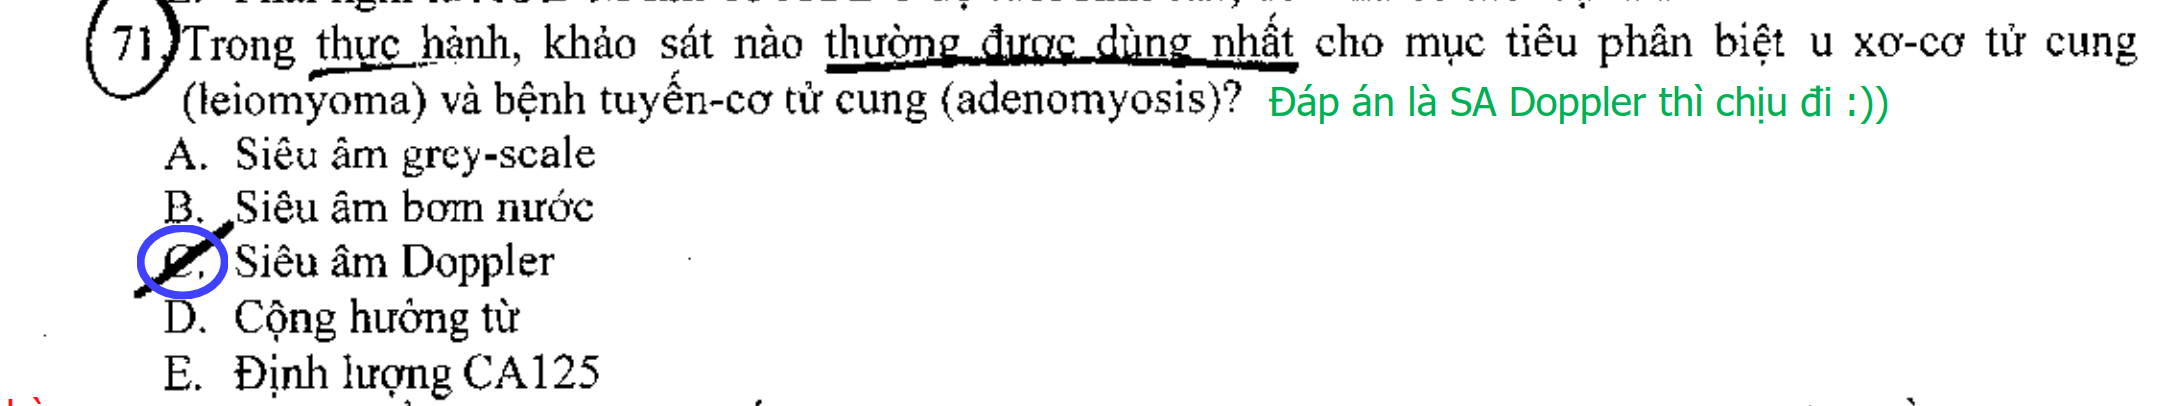 71. Trong thực hành, khảo sát nào thường được dùng nhất cho mục tiêu phân biệt u xơ-cơ tử cung
(leiomyoma) và bệnh tuyến-cơ tử cung (adenomyosis)? Đáp án là SA Doppler thì chịu đi :))
A. Siêu âm grey-scale
B. Siêu âm bơm nước
C. Siêu âm Doppler
D. Cộng hưởng từ
E. Định lượng CA125